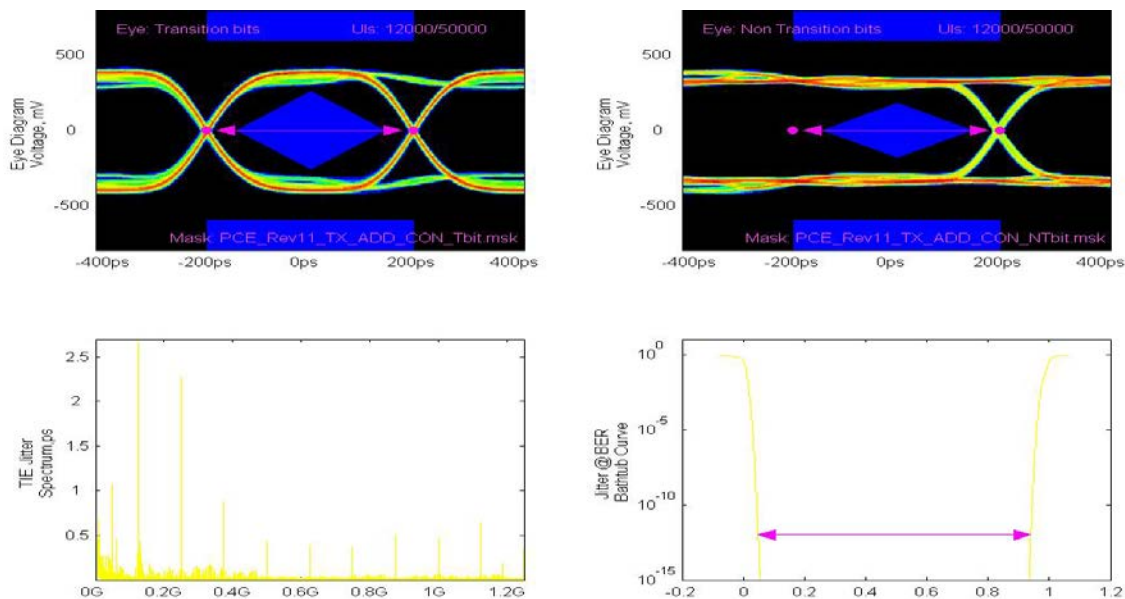 Eye: Transition bits UIs: 12000/50000
500
0
-500
Eye Diagram
Voltage, mV
Mask: PCE_Rev11_TX_ADD_CON_Tbit.msk
-400ps -200ps 0ps 200ps 400ps
Eye: Non Transition bits UIs: 12000/50000
500
0
-500
Eye Diagram
Voltage, mV
Mask: PCE_Rev11_TX_ADD_CON_NTbit.msk
-400ps -200ps 0ps 200ps 400ps
2.5
2
1.5
1
0.5
TIE Jitter
Spectrum,ps
0G 0.2G 0.4G 0.6G 0.8G 1G 1.2G
10^0
10^-5
10^-10
10^-15
Jitter @BER
Bathtub Curve
-0.2 0 0.2 0.4 0.6 0.8 1 1.2